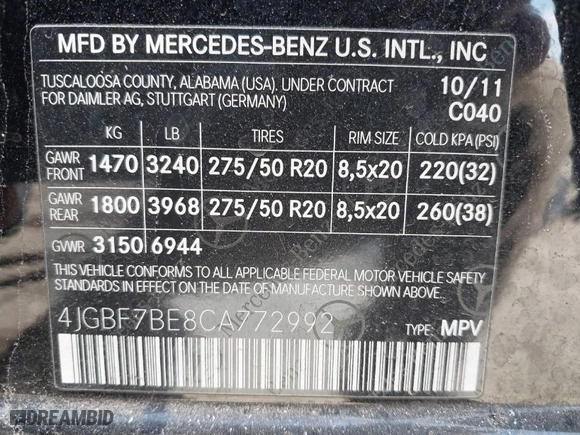 MFD BY MERCEDES-BENZ U.S. INTL., INC
TUSCALOOSA COUNTY, ALABAMA (USA). UNDER CONTRACT 10/11
FOR DAIMLER AG, STUTTGART (GERMANY) C040
KG LB TIRES RIM SIZE COLD KPA(PSI)
GAWR FRONT 1470 3240 275/50 R20 8,5x20 220(32)
GAWR REAR 1800 3968 275/50 R20 8,5x20 260(38)
GVWR 3150 6944
THIS VEHICLE CONFORMS TO ALL APPLICABLE FEDERAL MOTOR VEHICLE SAFETY
STANDARDS IN EFFECT ON THE DATE OF MANUFACTURE SHOWN ABOVE.
4JGBF7BE8CA772992 TYPE: MPV
Mercedes-Benz
DREAMBID